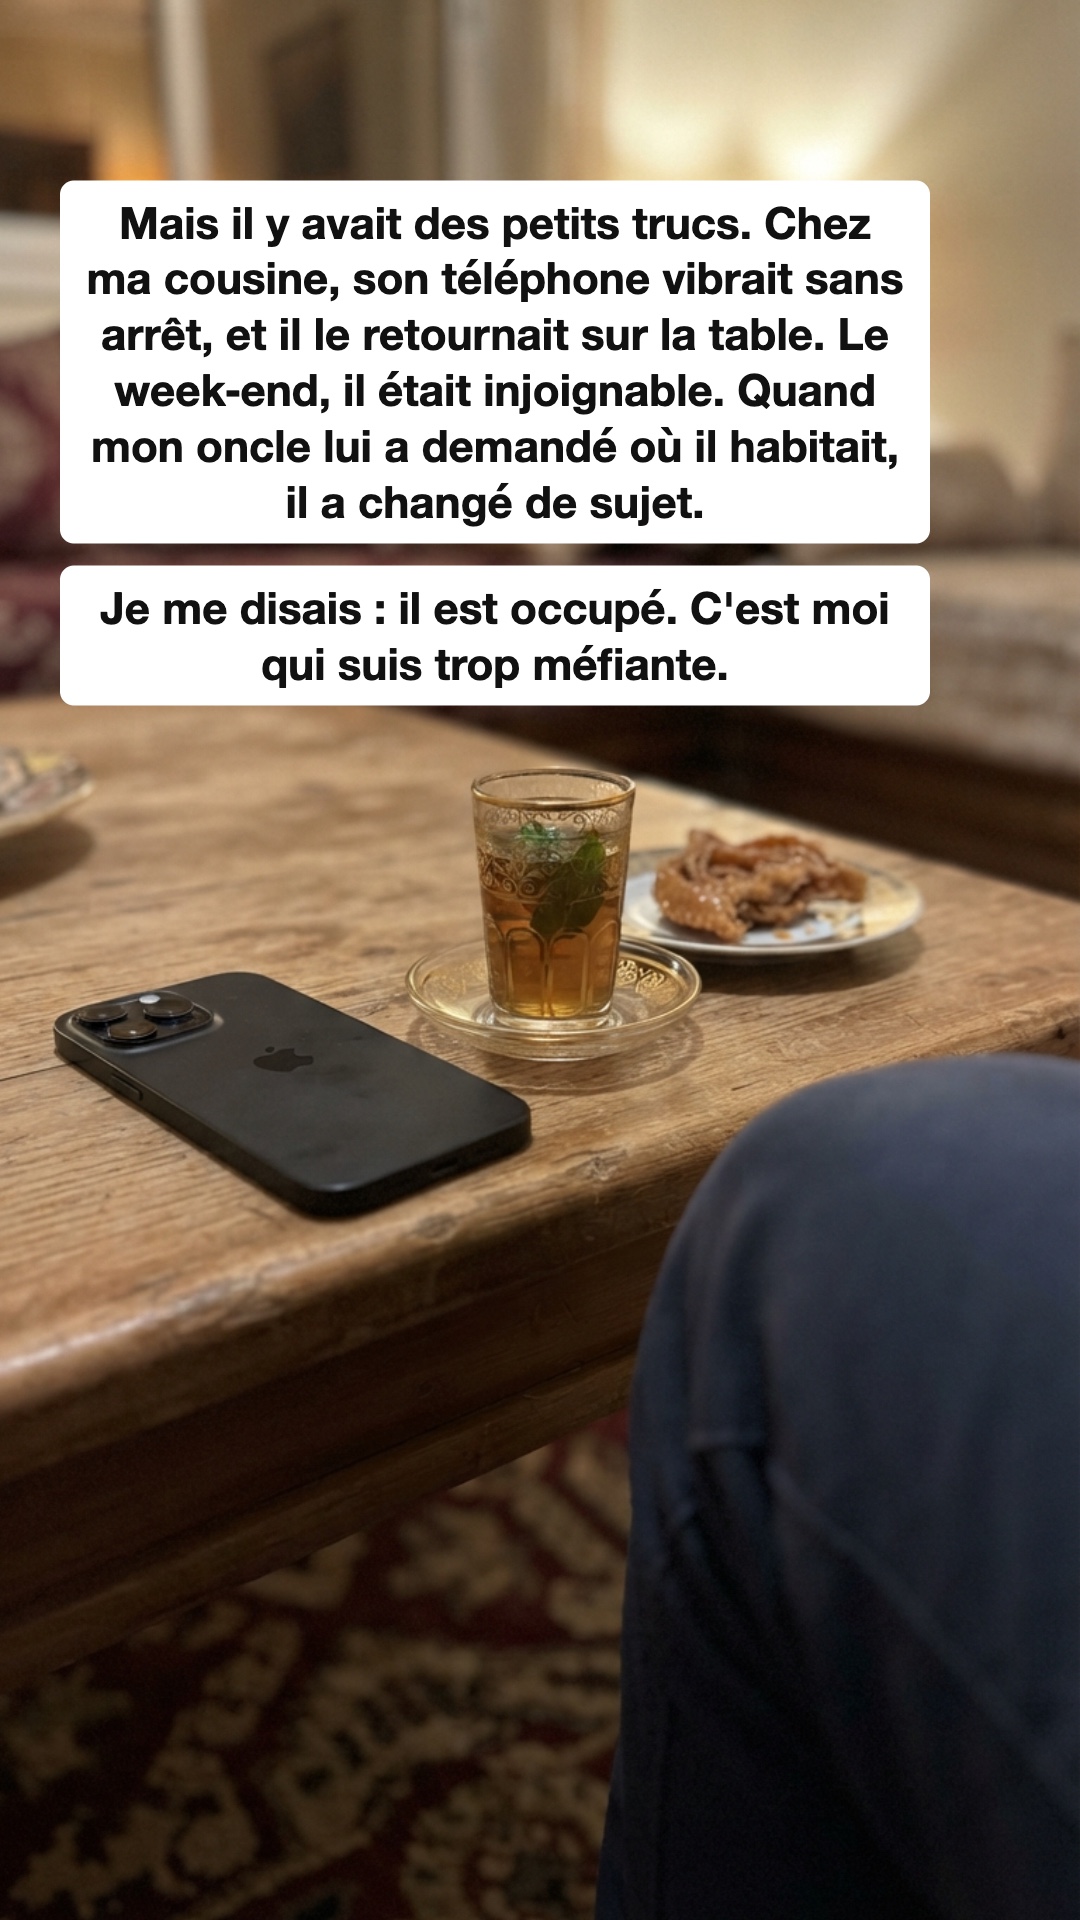 Mais il y avait des petits trucs. Chez
ma cousine, son téléphone vibrait sans
arrêt, et il le retournait sur la table. Le
week-end, il était injoignable. Quand
mon oncle lui a demandé où il habitait,
il a changé de sujet.
Je me disais : il est occupé. C'est moi
qui suis trop méfiante.